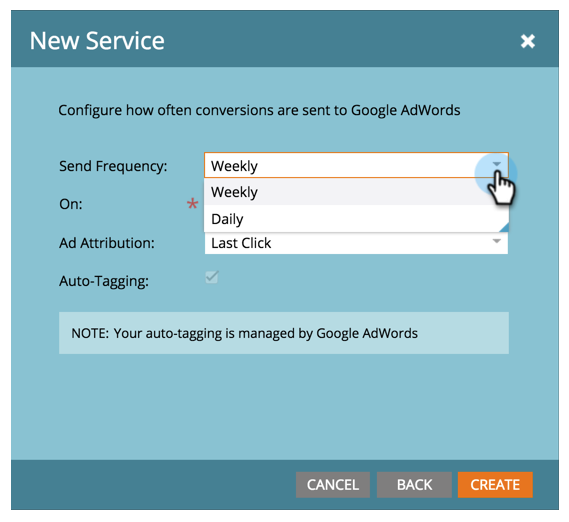 New Service
Configure how often conversions are sent to Google AdWords
Send Frequency: Weekly
Weekly
On: *
Daily
Ad Attribution: Last Click
Auto-Tagging:
NOTE: Your auto-tagging is managed by Google AdWords
CANCEL BACK CREATE